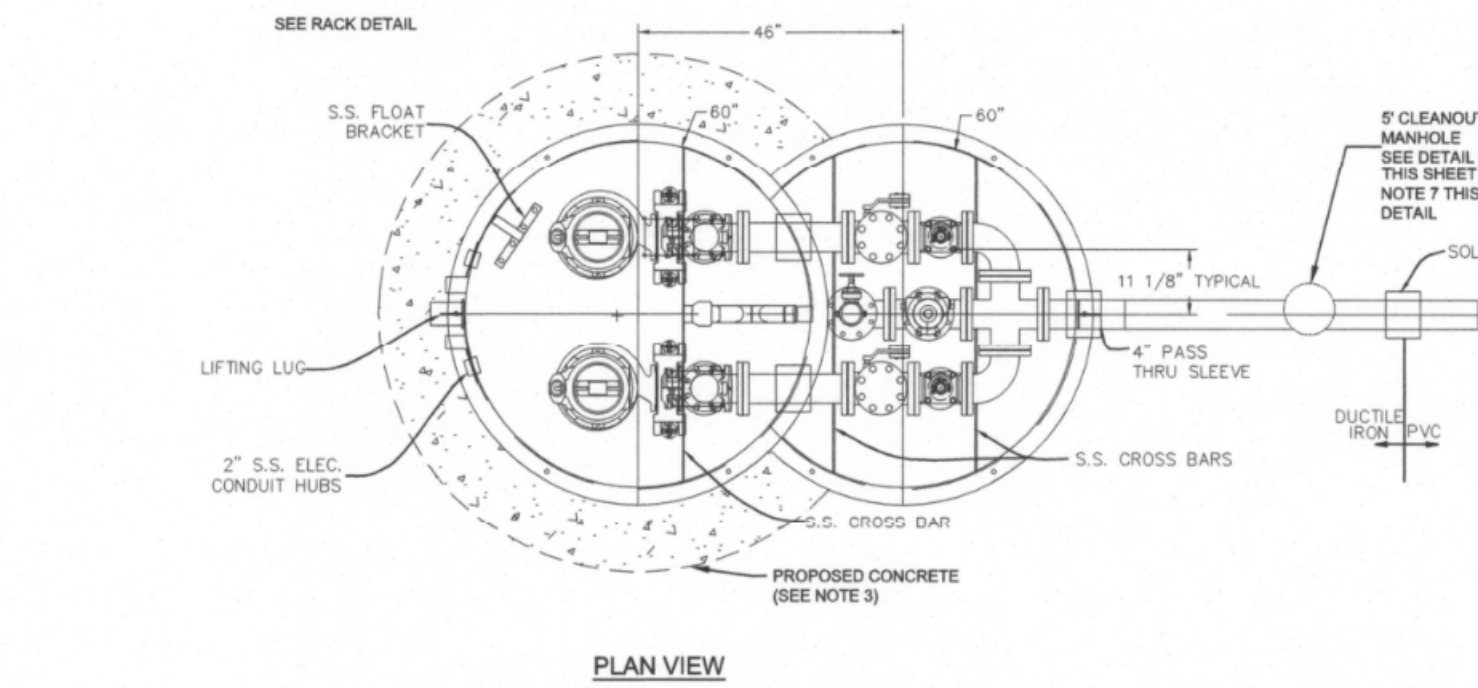 SEE RACK DETAIL
46"
S.S. FLOAT
BRACKET
60"
60"
5' CLEANOUT
MANHOLE
SEE DETAIL
THIS SHEET
NOTE 7 THIS
DETAIL
SOL
11 1/8" TYPICAL
LIFTING LUG
4" PASS
THRU SLEEVE
DUCTILE
IRON
PVC
2" S.S. ELEC.
CONDUIT HUBS
S.S. CROSS BARS
S.S. CROSS BAR
PROPOSED CONCRETE
(SEE NOTE 3)
PLAN VIEW